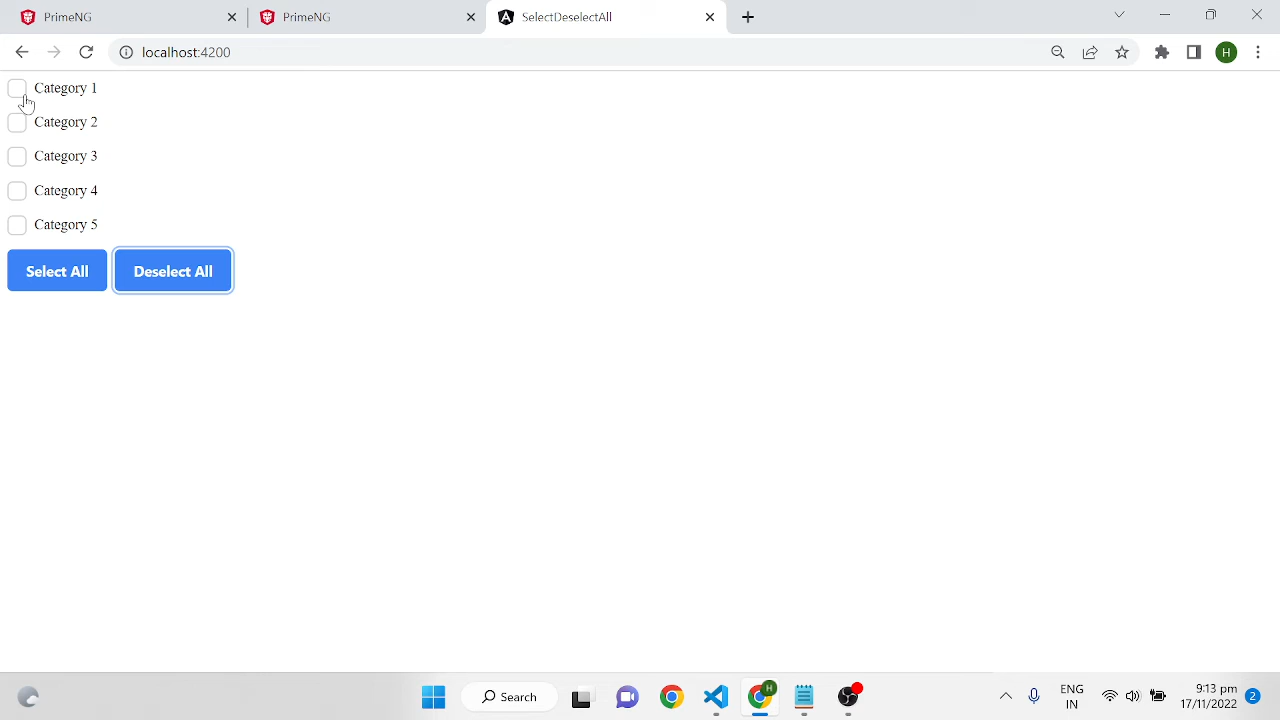 PrimeNG
PrimeNG
SelectDeselectAll
localhost:4200
H
Category 1
Category 2
Category 3
Category 4
Category 5
Select All
Deselect All
Search
H
ENG
IN
9:13 pm
17/11/2022
2